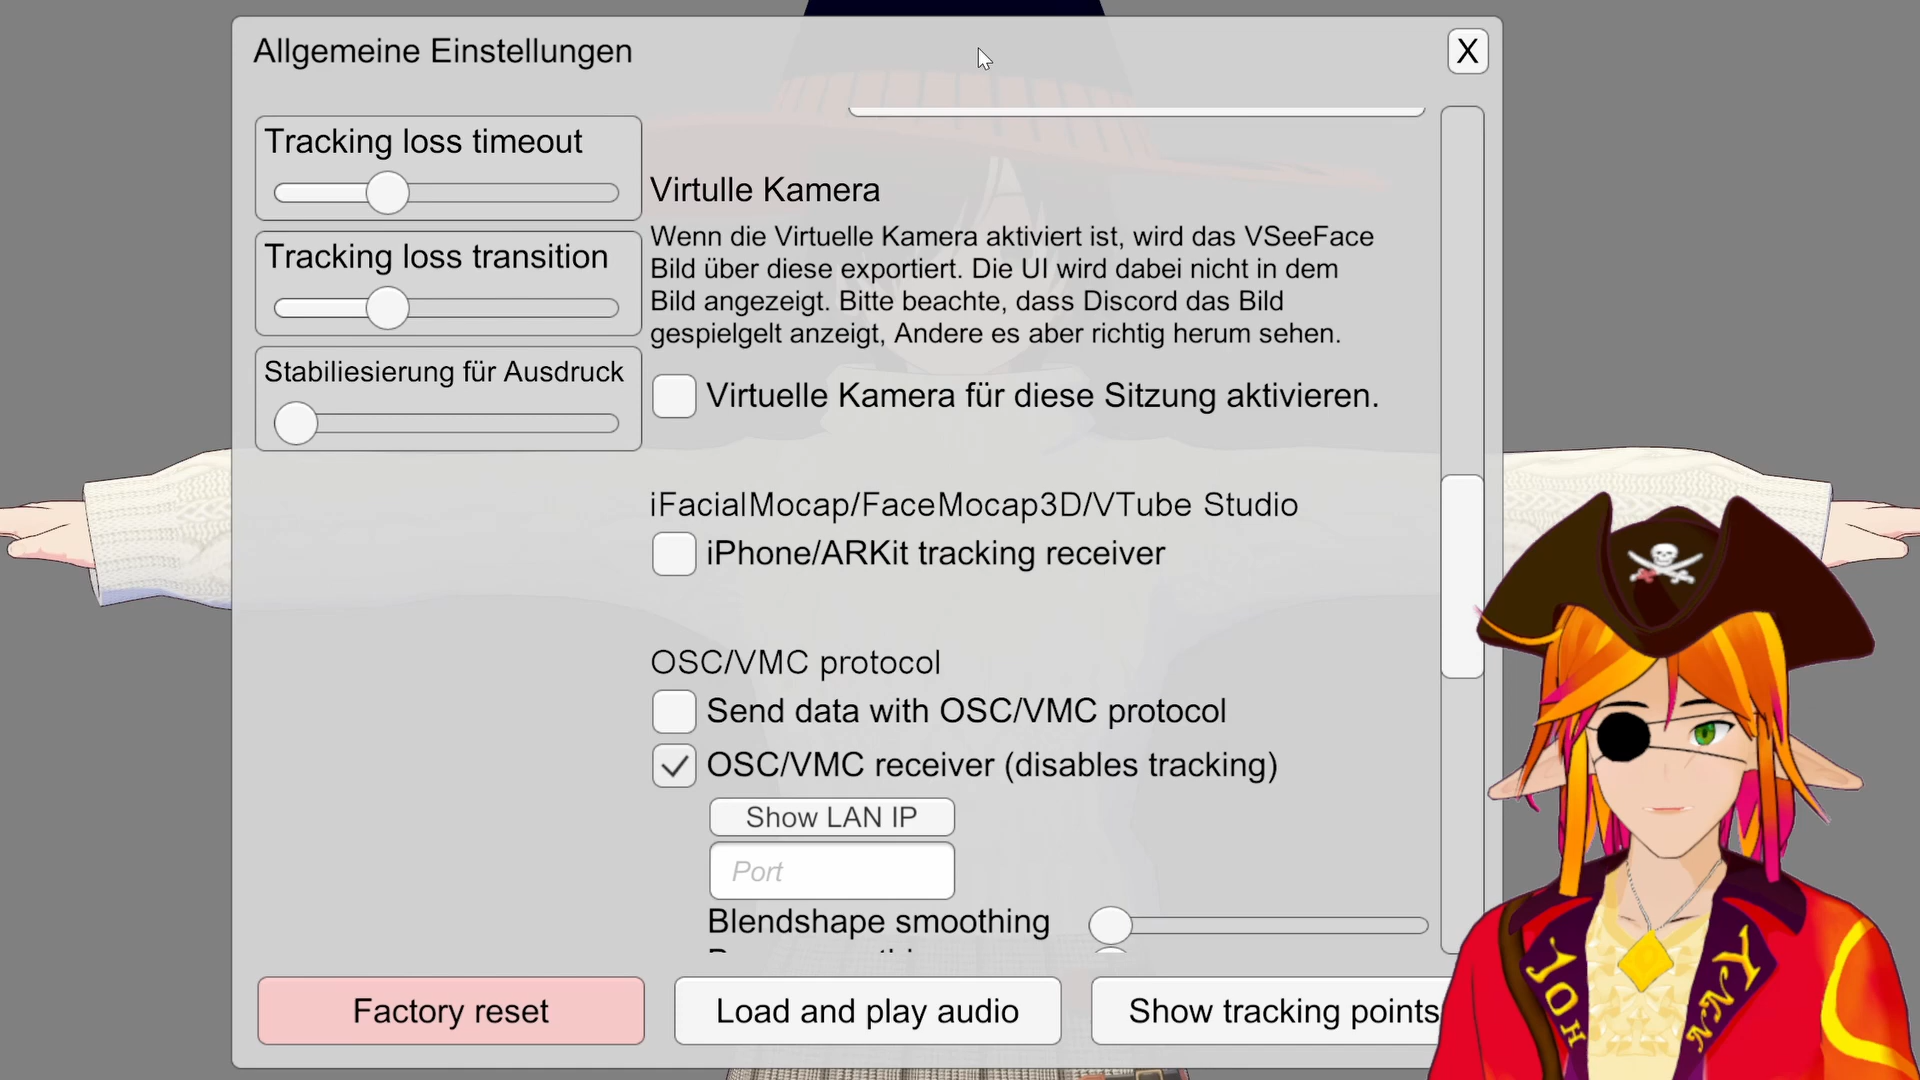 Allgemeine Einstellungen
X
Tracking loss timeout
Tracking loss transition
Stabiliesierung für Ausdruck
Virtulle Kamera
Wenn die Virtuelle Kamera aktiviert ist, wird das VSeeFace
Bild über diese exportiert. Die UI wird dabei nicht in dem
Bild angezeigt. Bitte beachte, dass Discord das Bild
gespielgelt anzeigt, Andere es aber richtig herum sehen.
Virtuelle Kamera für diese Sitzung aktivieren.
iFacialMocap/FaceMocap3D/VTube Studio
iPhone/ARKit tracking receiver
OSC/VMC protocol
Send data with OSC/VMC protocol
OSC/VMC receiver (disables tracking)
Show LAN IP
Port
Blendshape smoothing
Factory reset
Load and play audio
Show tracking points
JOH
NNY